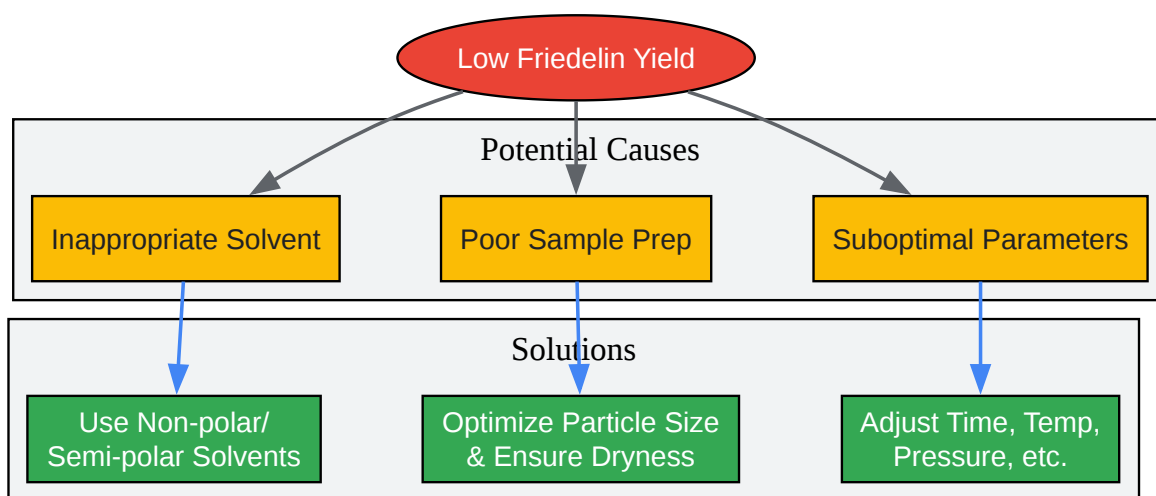 Low Friedelin Yield
Potential Causes
Inappropriate Solvent
Poor Sample Prep
Suboptimal Parameters
Solutions
Use Non-polar/
Semi-polar Solvents
Optimize Particle Size
& Ensure Dryness
Adjust Time, Temp,
Pressure, etc.